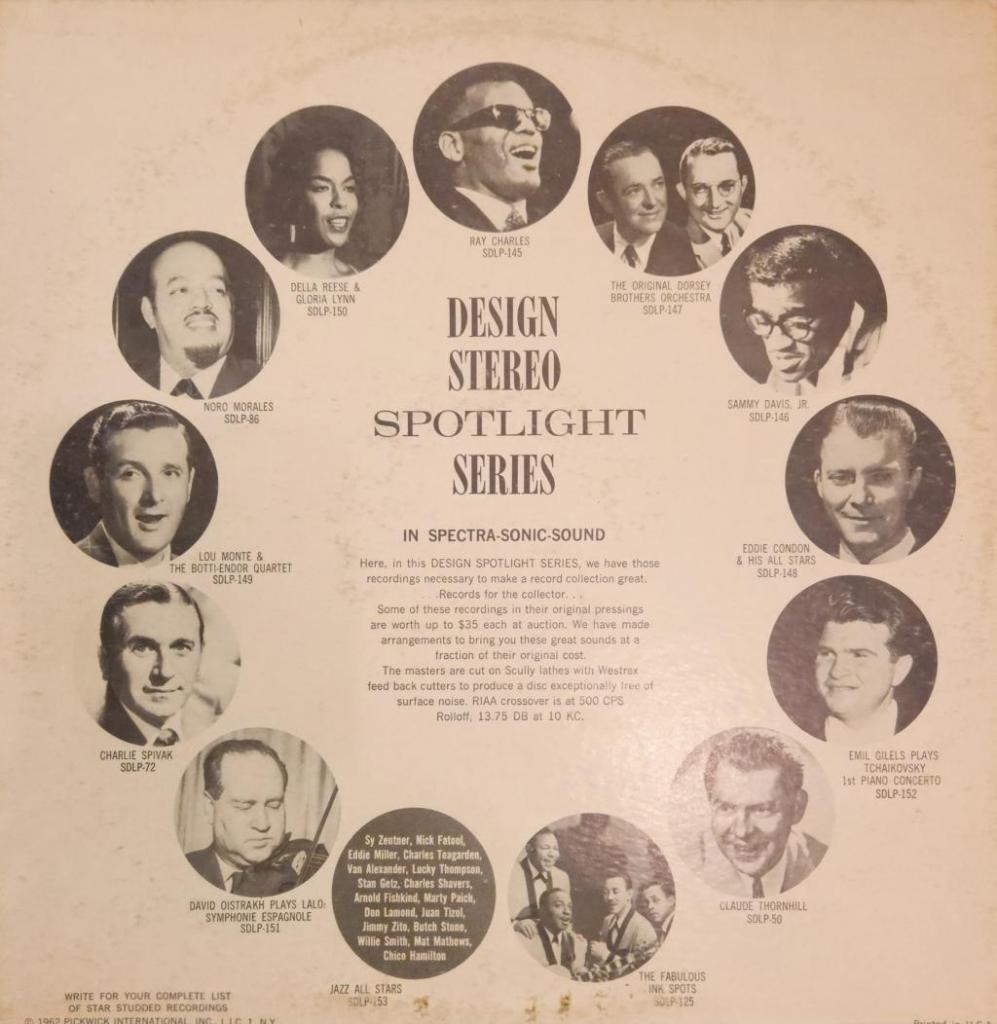 RAY CHARLES
SDLP-145
DELLA REESE &
GLORIA LYNN
SDLP-150
THE ORIGINAL DORSEY
BROTHERS ORCHESTRA
SDLP-147
NORO MORALES
SDLP-86
SAMMY DAVIS, JR.
SDLP-146
DESIGN
STEREO
SPOTLIGHT
SERIES
IN SPECTRA-SONIC-SOUND
Here, in this DESIGN SPOTLIGHT SERIES, we have those
recordings necessary to make a record collection great.
. . .Records for the collector. . .
Some of these recordings in their original pressings
are worth up to $35 each at auction. We have made
arrangements to bring you these great sounds at a
fraction of their original cost.
The masters are cut on Scully lathes with Westrex
feed back cutters to produce a disc exceptionally free of
surface noise. RIAA crossover is at 500 CPS
Rolloff, 13.75 DB at 10 KC.
LOU MONTE &
THE BOTTI-ENDOR QUARTET
SDLP-149
EDDIE CONDON
& HIS ALL STARS
SDLP-148
CHARLIE SPIVAK
SDLP-72
EMIL GILELS PLAYS
TCHAIKOVSKY
1st PIANO CONCERTO
SDLP-152
DAVID OISTRAKH PLAYS LALO:
SYMPHONIE ESPAGNOLE
SDLP-151
Sy Zentner, Nick Fatool,
Eddie Miller, Charles Teagarden,
Van Alexander, Lucky Thompson,
Stan Getz, Charles Shavers,
Arnold Fishkind, Marty Paich,
Don Lamond, Juan Tizol,
Jimmy Zito, Butch Stone,
Willie Smith, Mat Mathews,
Chico Hamilton
JAZZ ALL STARS
SDLP-153
THE FABULOUS
INK SPOTS
SDLP-125
CLAUDE THORNHILL
SDLP-50
WRITE FOR YOUR COMPLETE LIST
OF STAR STUDDED RECORDINGS
© 1962 PICKWICK INTERNATIONAL, INC., L.I.C. 1, N.Y.
Printed in U.S.A.